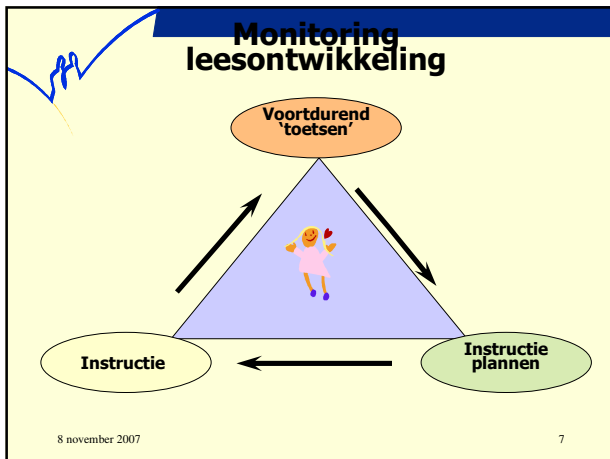 Monitoring
leesontwikkeling
Voortdurend
‘toetsen’
Instructie
Instructie
plannen
8 november 2007
7